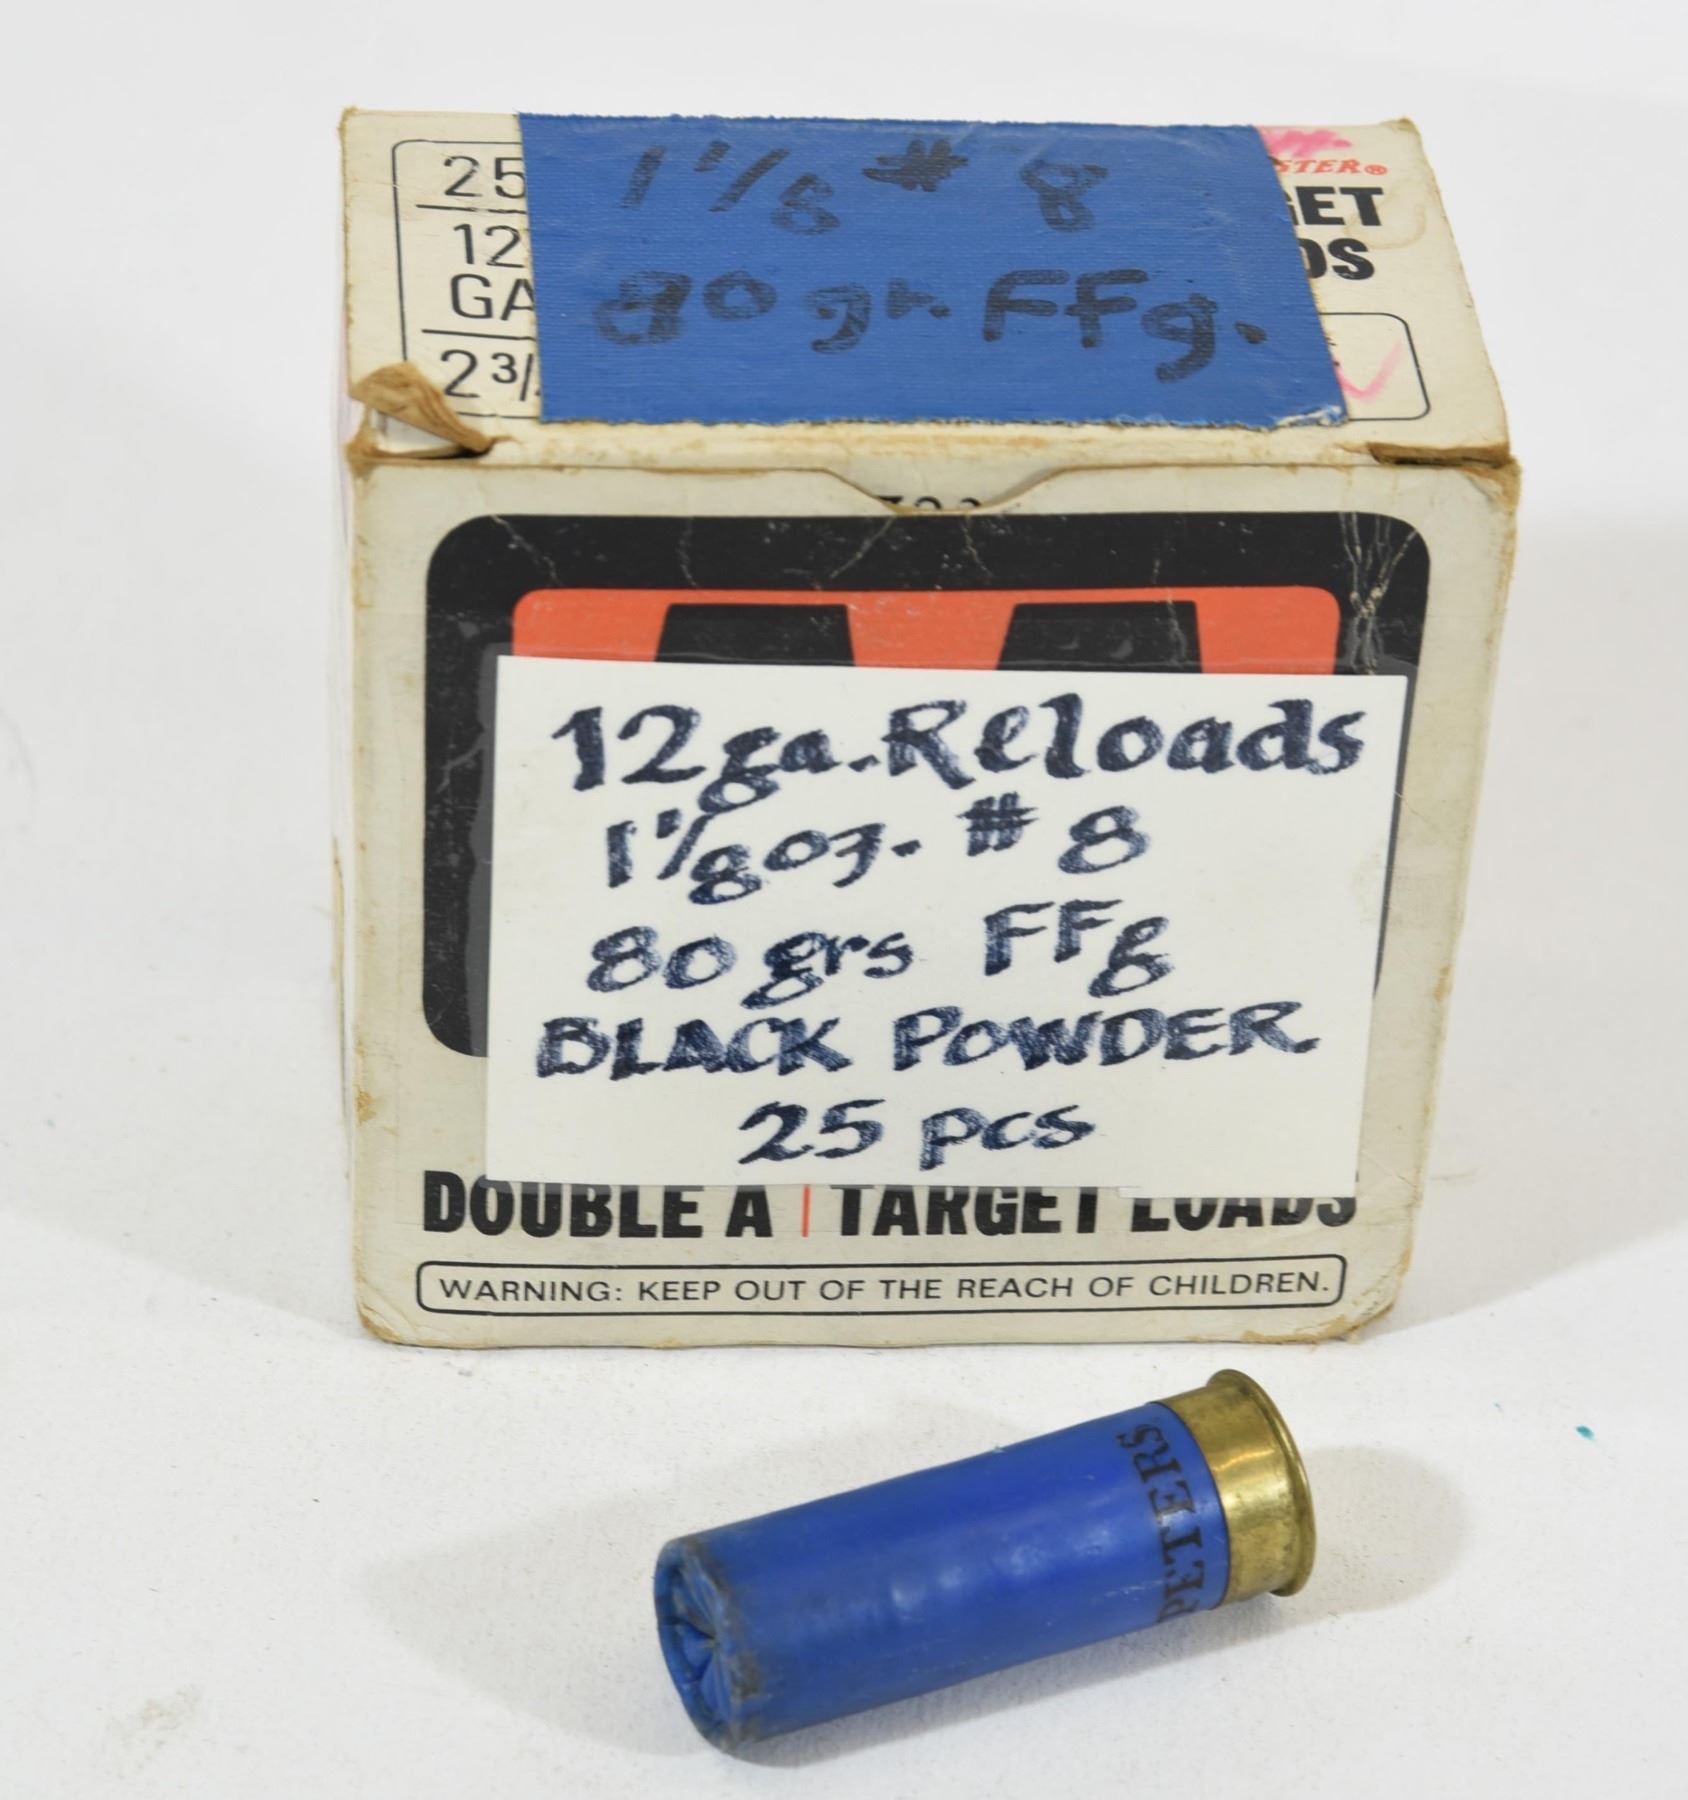 25
12
GA
2 3/
1 1/8 # 8
80 gr. FFg.
STER®
GET
DS
12 ga. Reloads
1 1/8 oz. # 8
80 grs FFg
BLACK POWDER
25 pcs
DOUBLE A | TARGET LOADS
WARNING: KEEP OUT OF THE REACH OF CHILDREN.
PETERS